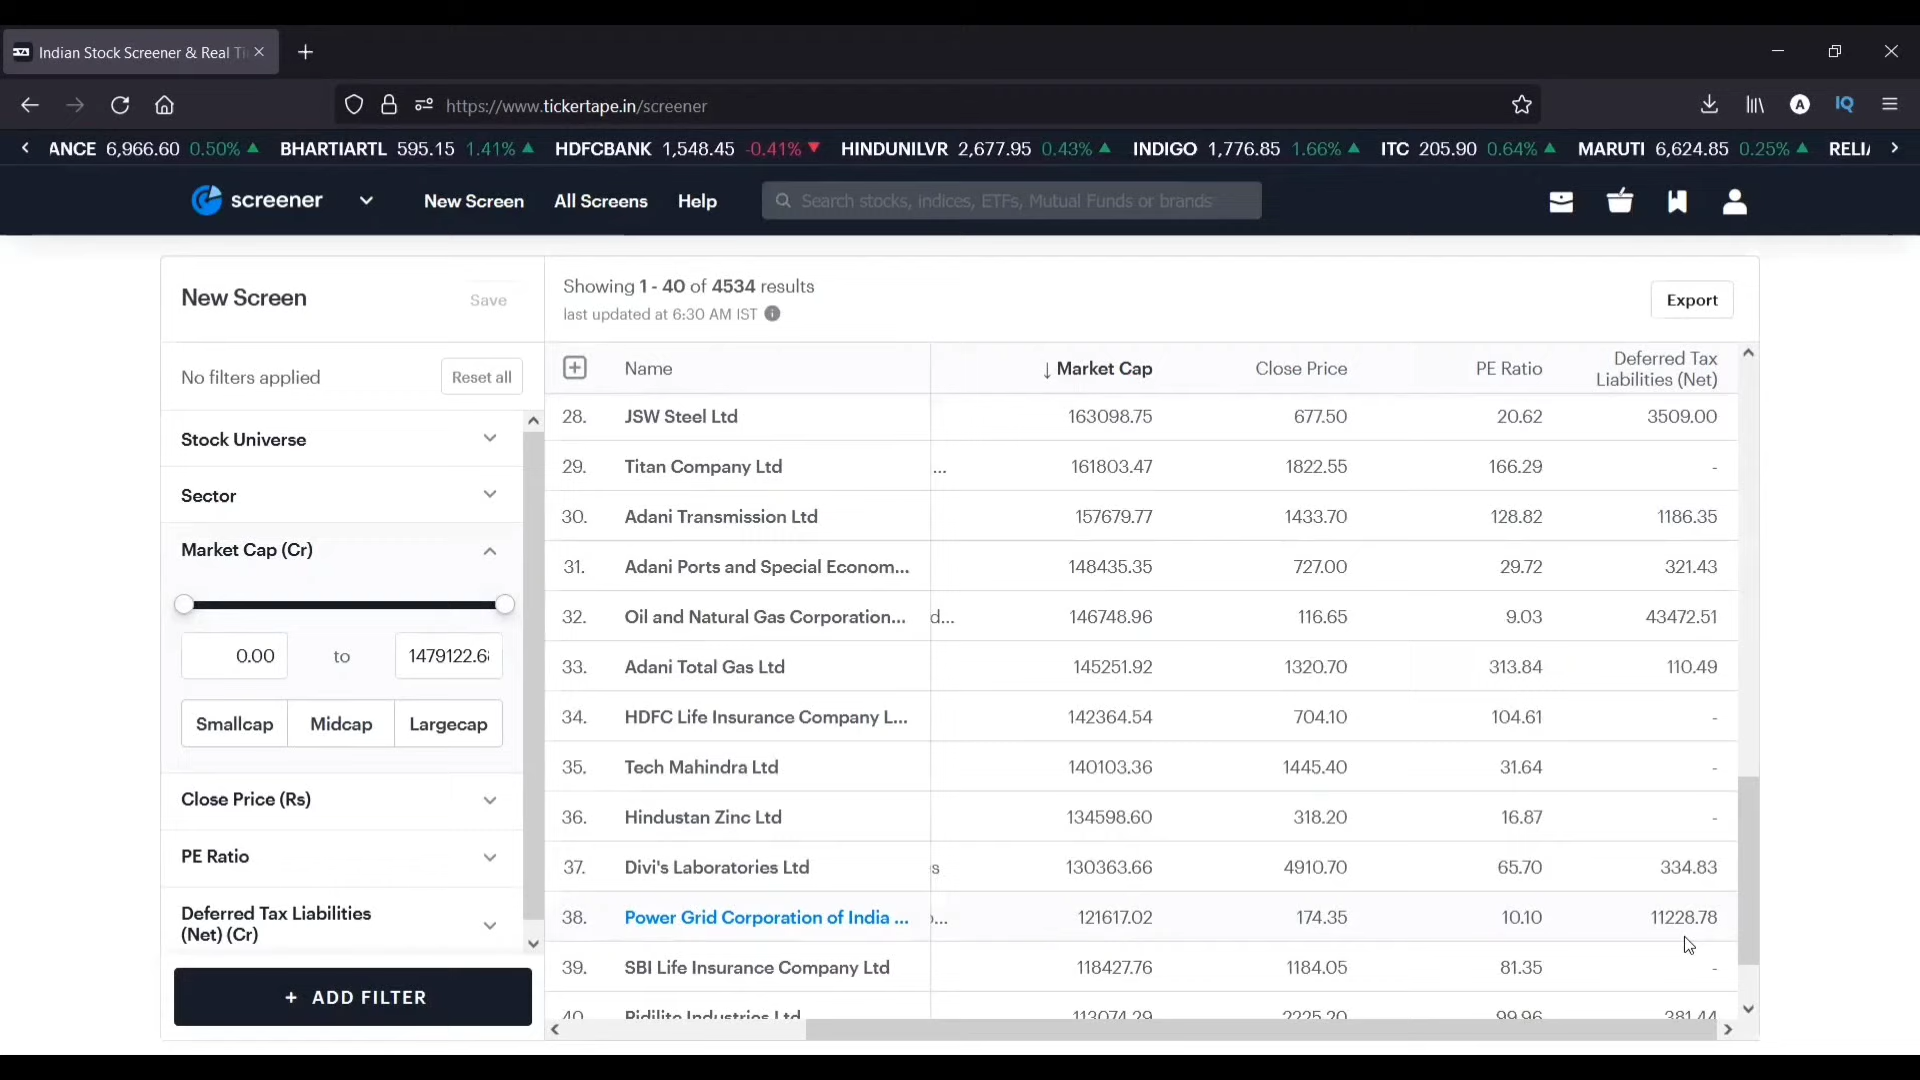 Indian Stock Screener & Real Ti
https://www.tickertape.in/screener
A
IQ
ANCE 6,966.60 0.50% BHARTIARTL 595.15 1.41% HDFCBANK 1,548.45 -0.41% HINDUNILVR 2,677.95 0.43% INDIGO 1,776.85 1.66% ITC 205.90 0.64% MARUTI 6,624.85 0.25% RELI
screener New Screen All Screens Help Search stocks, indices, ETFs, Mutual Funds or brands
New Screen Save
Showing 1 - 40 of 4534 results
last updated at 6:30 AM IST
Export
No filters applied Reset all
Stock Universe
Sector
Market Cap (Cr)
0.00 to 1479122.6
Smallcap Midcap Largecap
Close Price (Rs)
PE Ratio
Deferred Tax Liabilities
(Net) (Cr)
+ ADD FILTER
Name ↓ Market Cap Close Price PE Ratio Deferred Tax
Liabilities (Net)
28. JSW Steel Ltd 163098.75 677.50 20.62 3509.00
29. Titan Company Ltd ... 161803.47 1822.55 166.29 -
30. Adani Transmission Ltd 157679.77 1433.70 128.82 1186.35
31. Adani Ports and Special Econom... 148435.35 727.00 29.72 321.43
32. Oil and Natural Gas Corporation... d... 146748.96 116.65 9.03 43472.51
33. Adani Total Gas Ltd 145251.92 1320.70 313.84 110.49
34. HDFC Life Insurance Company L... 142364.54 704.10 104.61 -
35. Tech Mahindra Ltd 140103.36 1445.40 31.64 -
36. Hindustan Zinc Ltd 134598.60 318.20 16.87 -
37. Divi's Laboratories Ltd s 130363.66 4910.70 65.70 334.83
38. Power Grid Corporation of India ... ... 121617.02 174.35 10.10 11228.78
39. SBI Life Insurance Company Ltd 118427.76 1184.05 81.35 -
40. Pidilite Industries Ltd 113074.29 2225.20 99.96 381.44